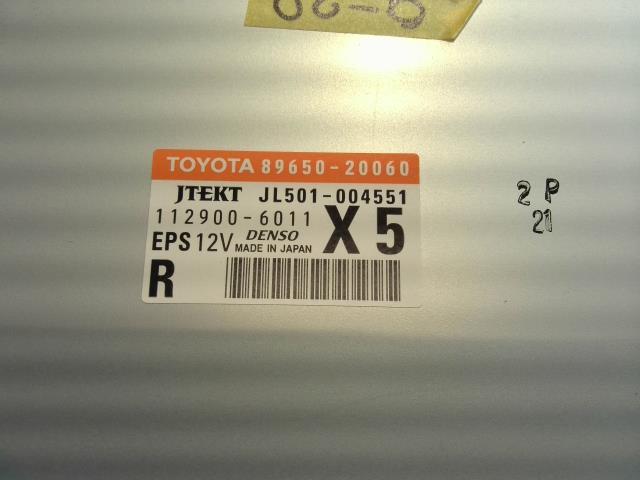 TOYOTA 89650-20060
JTEKT JL501-004551
112900-6011 X5
EPS 12V DENSO
MADE IN JAPAN
R
2 P
21